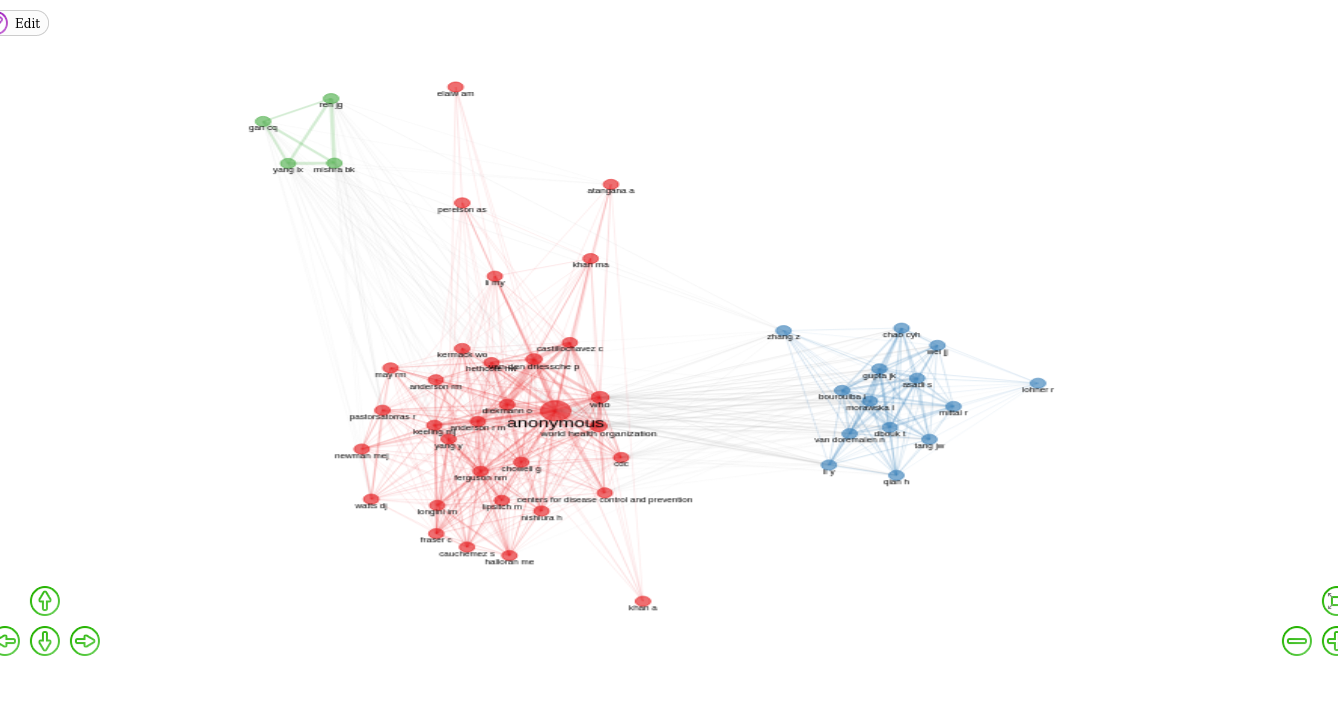 Edit
elaiw am
ren jg
gan cq
yang lx
mishra bk
atangana a
perelson as
khan ma
li my
zhang z
chao cyh
wei jj
castillochavez c
kermack wo
hethcote hw
van den driessche p
may rm
gupta jk
anderson rm
asadi s
lohner r
bourouiba l
who
morawska l
diekmann o
mittal r
pastorsatorras r
anonymous
anderson r m
keeling mj
world health organization
dbouk t
van doremalen n
yang y
tang jw
newman mej
cdc
chowell g
li y
ferguson nm
qian h
centers for disease control and prevention
watts dj
lipsitch m
longini im
nishiura h
fraser c
cauchemez s
halloran me
khan a